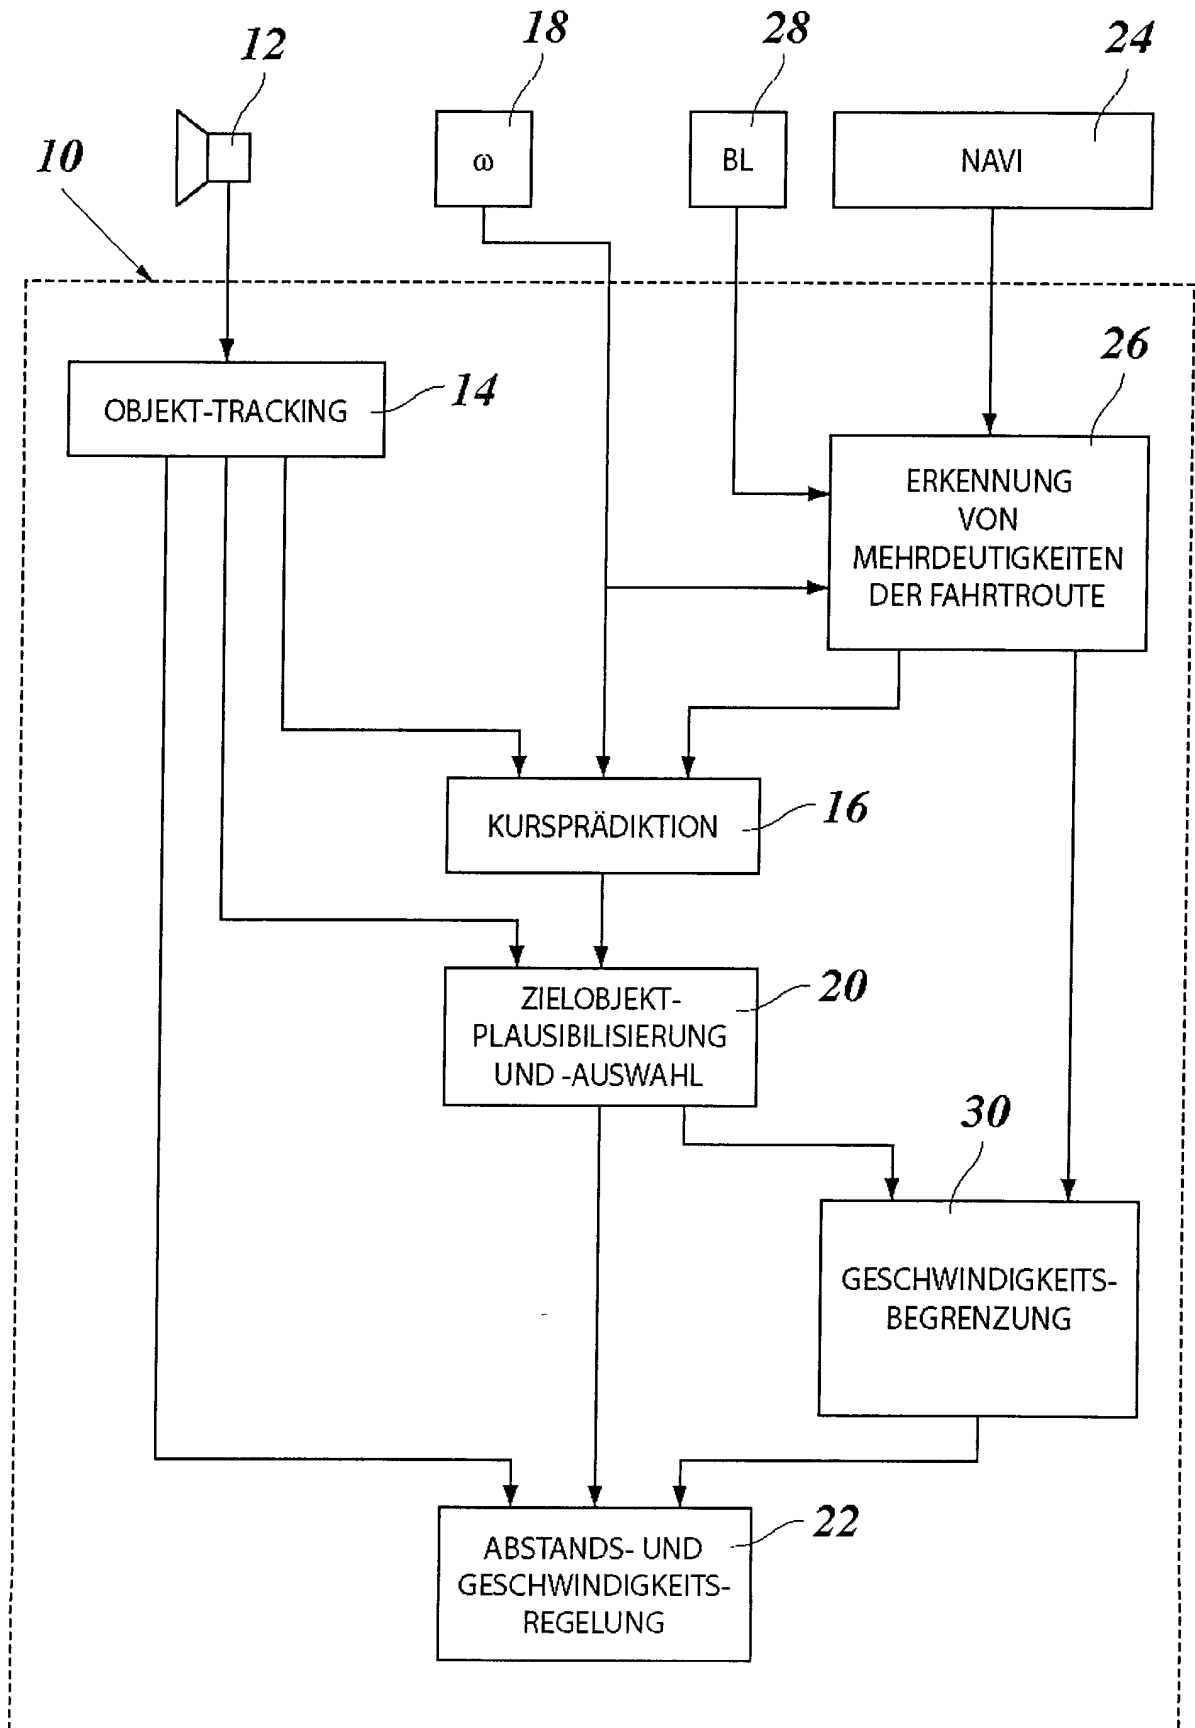 12
18
28
24
10
ω
BL
NAVI
26
OBJEKT-TRACKING
14
ERKENNUNG
VON
MEHRDEUTIGKEITEN
DER FAHRTROUTE
KURSPRÄDIKTION
16
ZIELOBJEKT-
PLAUSIBILISIERUNG
UND -AUSWAHL
20
30
GESCHWINDIGKEITS-
BEGRENZUNG
ABSTANDS- UND
GESCHWINDIGKEITS-
REGELUNG
22